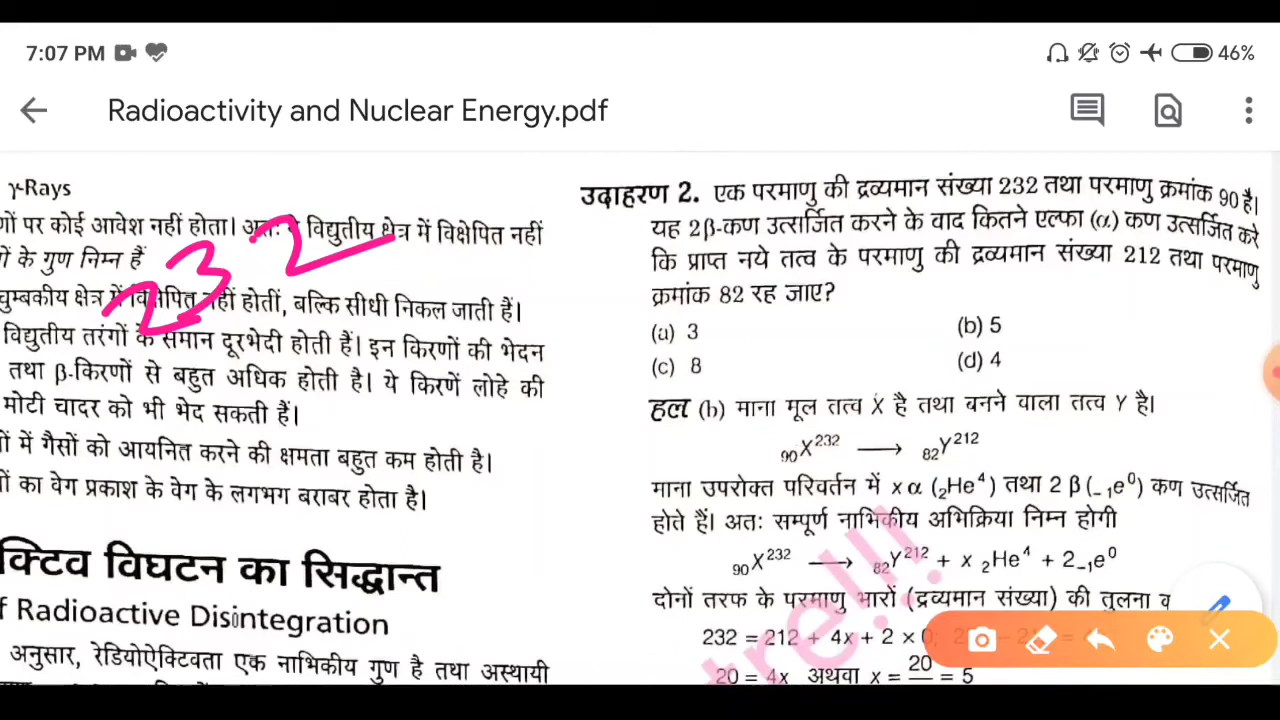 7:07 PM 46%
Radioactivity and Nuclear Energy.pdf
γ-Rays
णों पर कोई आवेश नहीं होता। अतः विद्युतीय क्षेत्र में विक्षेपित नहीं
ों के गुण निम्न हैं
चुम्बकीय क्षेत्र में विक्षेपित नहीं होतीं, बल्कि सीधी निकल जाती हैं।
विद्युतीय तरंगों के समान दूरभेदी होती हैं। इन किरणों की भेदन
तथा β-किरणों से बहुत अधिक होती है। ये किरणें लोहे की
मोटी चादर को भी भेद सकती हैं।
ों में गैसों को आयनित करने की क्षमता बहुत कम होती है।
ों का वेग प्रकाश के वेग के लगभग बराबर होता है।
क्टिव विघटन का सिद्धान्त
f Radioactive Disintegration
अनुसार, रेडियोऐक्टिवता एक नाभिकीय गुण है तथा अस्थायी
232
उदाहरण 2. एक परमाणु की द्रव्यमान संख्या 232 तथा परमाणु क्रमांक 90 है।
यह 2β-कण उत्सर्जित करने के वाद कितने एल्फा (α) कण उत्सर्जित करे
कि प्राप्त नये तत्व के परमाणु की द्रव्यमान संख्या 212 तथा परमाणु
क्रमांक 82 रह जाए?
(a) 3 (b) 5
(c) 8 (d) 4
हल (b) माना मूल तत्व X है तथा बनने वाला तत्व Y है।
₉₀X²³² ⟶ ₈₂Y²¹²
माना उपरोक्त परिवर्तन में x α (₂He⁴) तथा 2 β (₋₁e⁰) कण उत्सर्जित
होते हैं। अतः सम्पूर्ण नाभिकीय अभिक्रिया निम्न होगी
₉₀X²³² ⟶ ₈₂Y²¹² + x ₂He⁴ + 2₋₁e⁰
दोनों तरफ के परमाणु भारों (द्रव्यमान संख्या) की तुलना व
232 = 212 + 4x + 2 × 0,
20 = 4x अथवा x = 20/ = 5